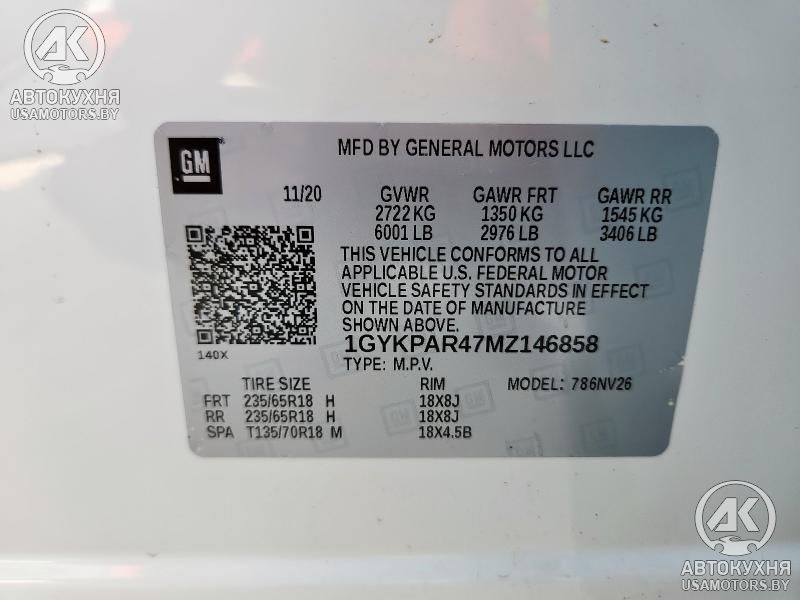 AK
АВТОКУХНЯ
USAMOTORS.BY
GM
MFD BY GENERAL MOTORS LLC
11/20 GVWR GAWR FRT GAWR RR
2722 KG 1350 KG 1545 KG
6001 LB 2976 LB 3406 LB
THIS VEHICLE CONFORMS TO ALL
APPLICABLE U.S. FEDERAL MOTOR
VEHICLE SAFETY STANDARDS IN EFFECT
ON THE DATE OF MANUFACTURE
SHOWN ABOVE.
1GYKPAR47MZ146858
140X
TYPE: M.P.V.
TIRE SIZE RIM MODEL: 786NV26
FRT 235/65R18 H 18X8J
RR 235/65R18 H 18X8J
SPA T135/70R18 M 18X4.5B
AK
АВТОКУХНЯ
USAMOTORS.BY